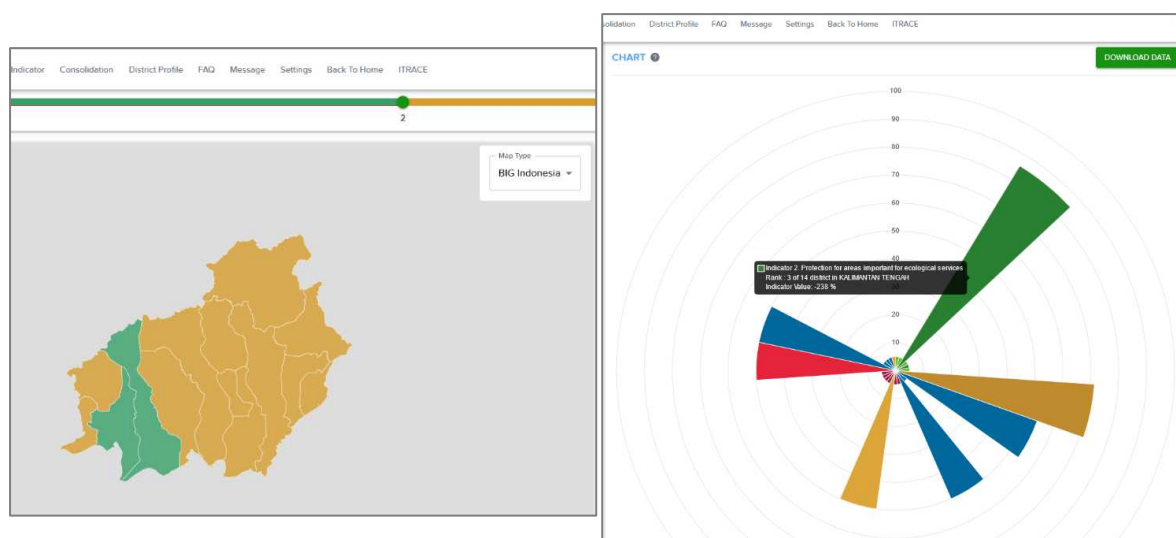 Indicator Consolidation District Profile FAQ Message Settings Back To Home ITRACE
2
Map Type
BIG Indonesia
olidation District Profile FAQ Message Settings Back To Home ITRACE
CHART ?
DOWNLOAD DATA
100
90
80
70
60
50
40
Indicator 2. Protection for areas important for ecological services
Rank : 3 of 14 district in KALIMANTAN TENGAH
Indicator Value: -238 %
20
10